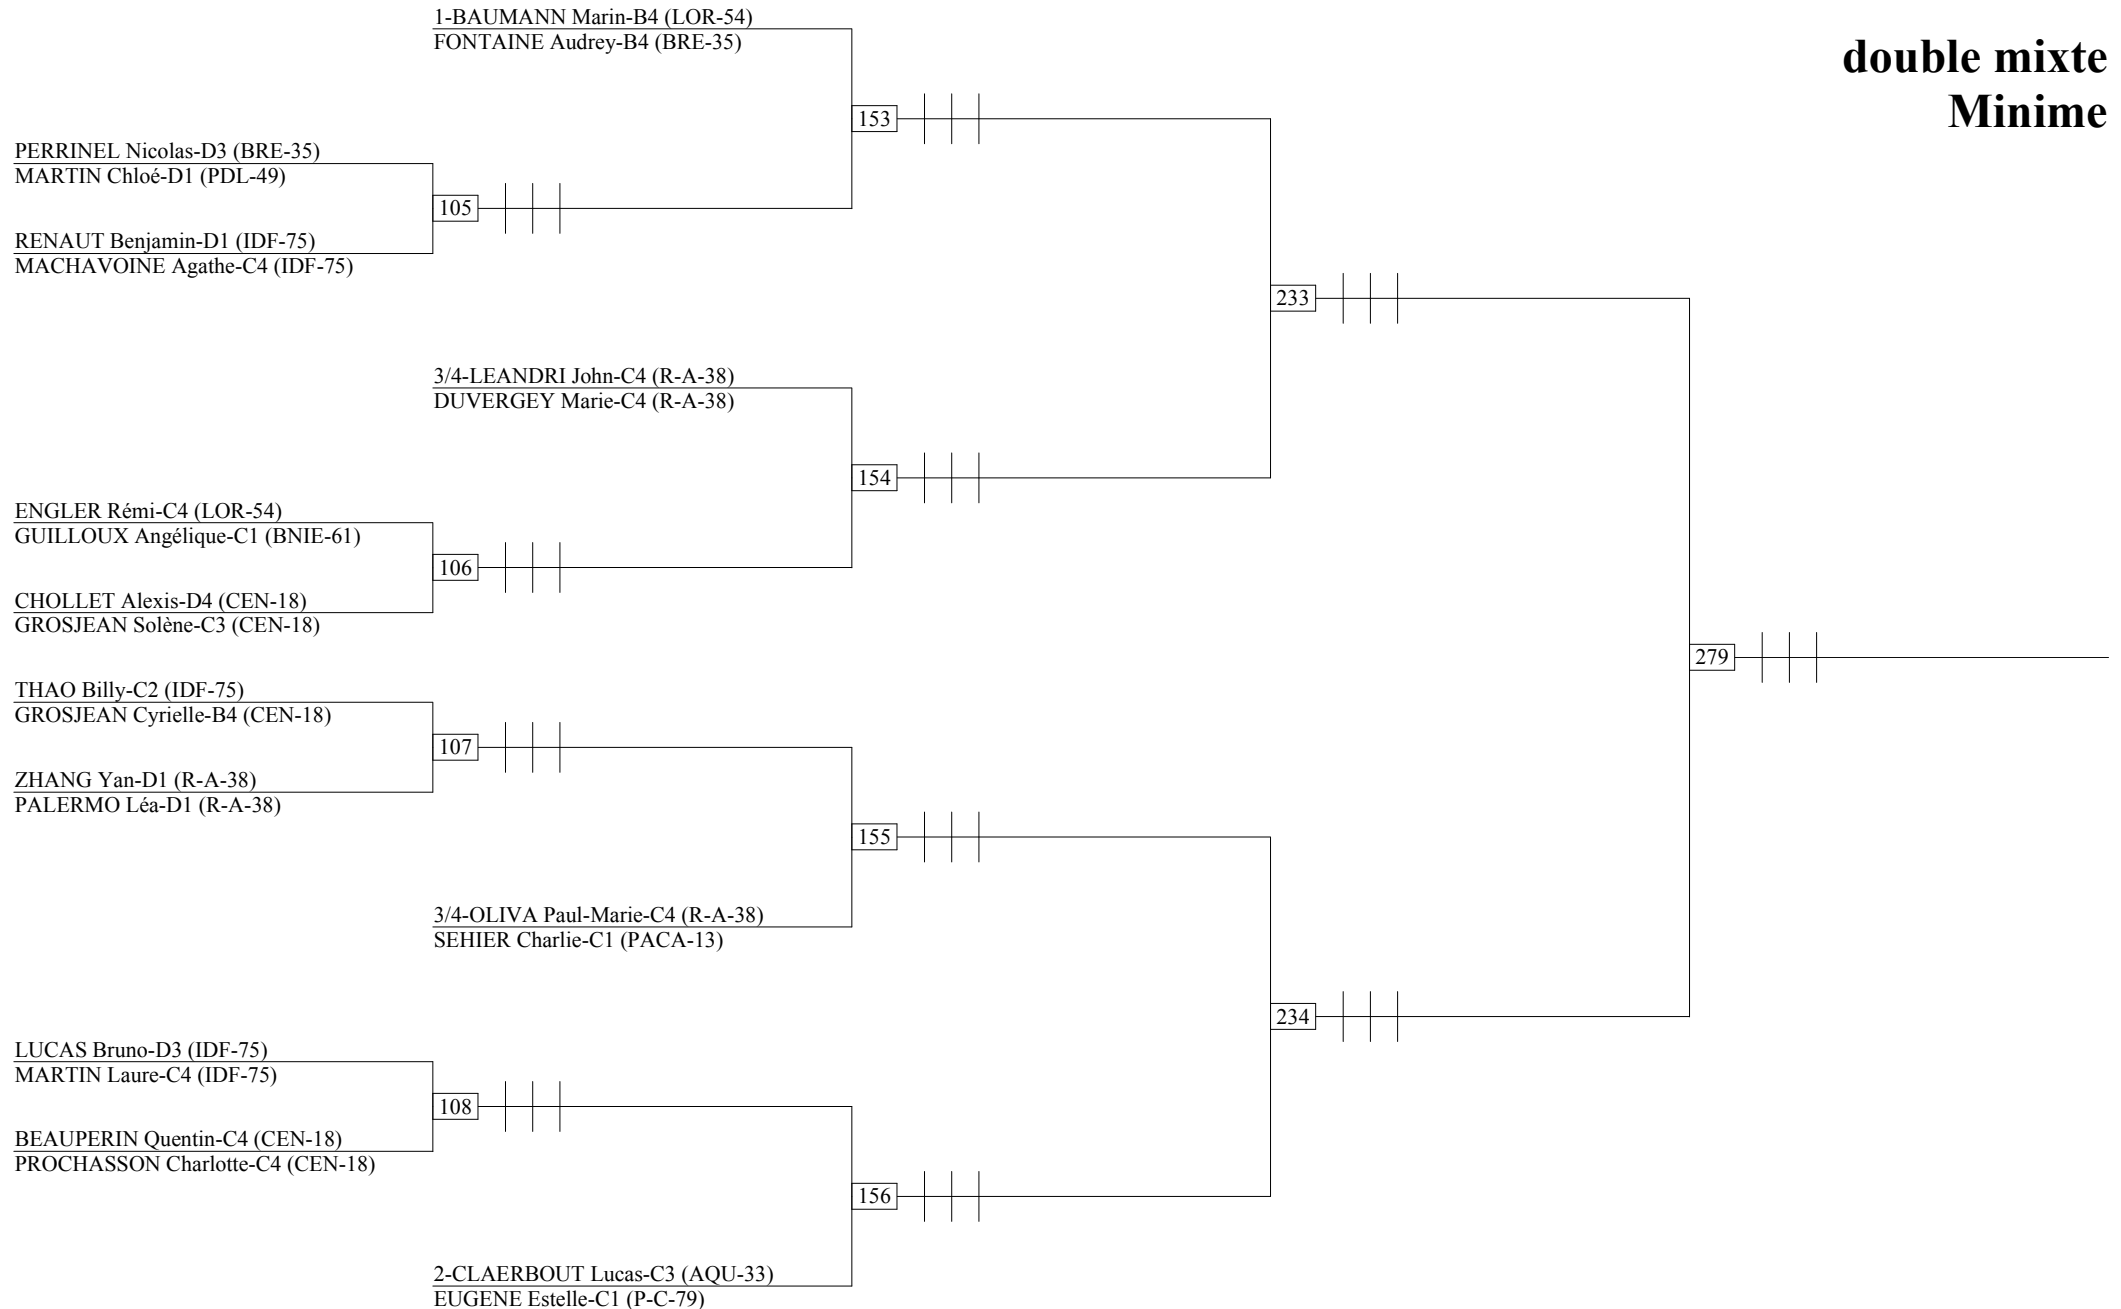 1-BAUMANN Marin-B4 (LOR-54)
FONTAINE Audrey-B4 (BRE-35)
double mixte
Minime
153
PERRINEL Nicolas-D3 (BRE-35)
MARTIN Chloé-D1 (PDL-49)
105
RENAUT Benjamin-D1 (IDF-75)
MACHAVOINE Agathe-C4 (IDF-75)
233
3/4-LEANDRI John-C4 (R-A-38)
DUVERGEY Marie-C4 (R-A-38)
154
ENGLER Rémi-C4 (LOR-54)
GUILLOUX Angélique-C1 (BNIE-61)
106
CHOLLET Alexis-D4 (CEN-18)
GROSJEAN Solène-C3 (CEN-18)
279
THAO Billy-C2 (IDF-75)
GROSJEAN Cyrielle-B4 (CEN-18)
107
ZHANG Yan-D1 (R-A-38)
PALERMO Léa-D1 (R-A-38)
155
3/4-OLIVA Paul-Marie-C4 (R-A-38)
SEHIER Charlie-C1 (PACA-13)
234
LUCAS Bruno-D3 (IDF-75)
MARTIN Laure-C4 (IDF-75)
108
BEAUPERIN Quentin-C4 (CEN-18)
PROCHASSON Charlotte-C4 (CEN-18)
156
2-CLAERBOUT Lucas-C3 (AQU-33)
EUGENE Estelle-C1 (P-C-79)